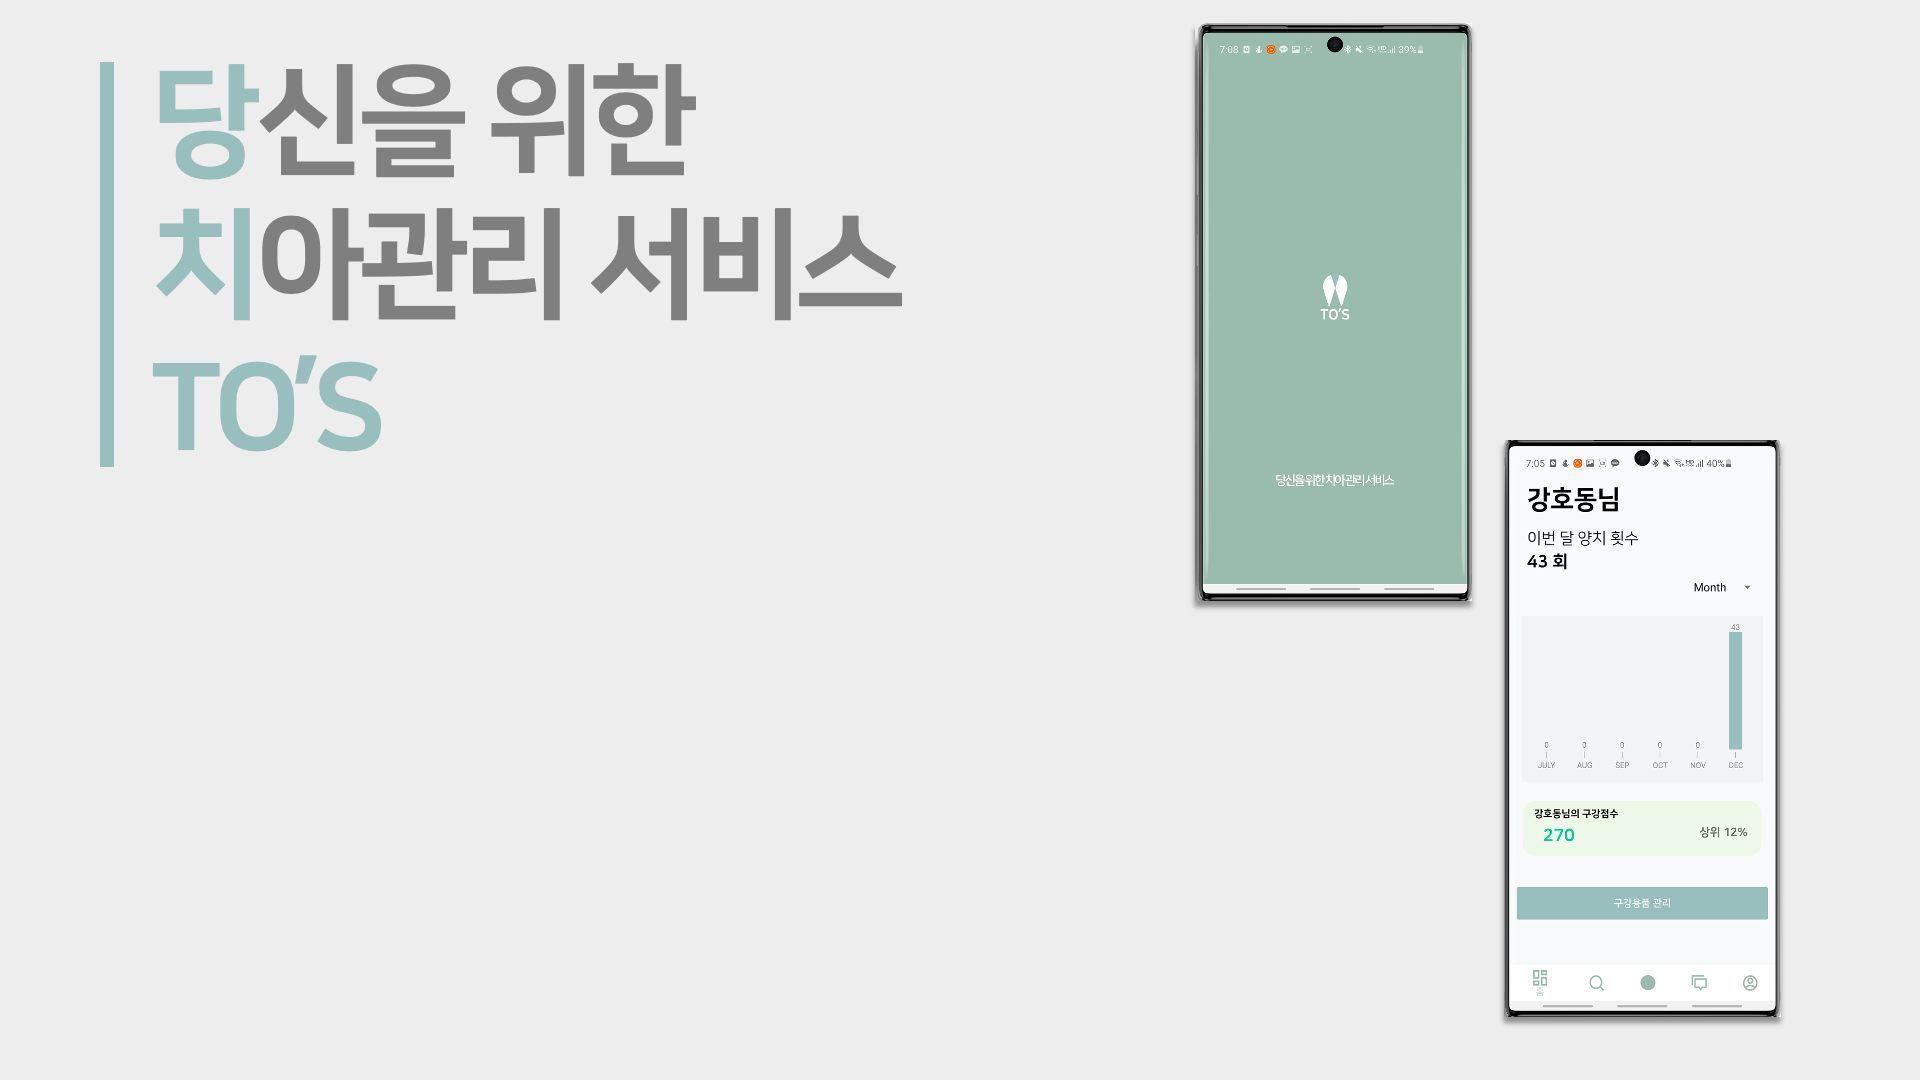 당신을 위한
치아관리 서비스
TO'S
7:08
39%
TO'S
당신을 위한 치아관리 서비스
7:05
40%
강호동님
이번 달 양치 횟수
43 회
Month
43
0 0 0 0 0
JULY AUG SEP OCT NOV DEC
강호동님의 구강점수
270
상위 12%
구강용품 관리
홈